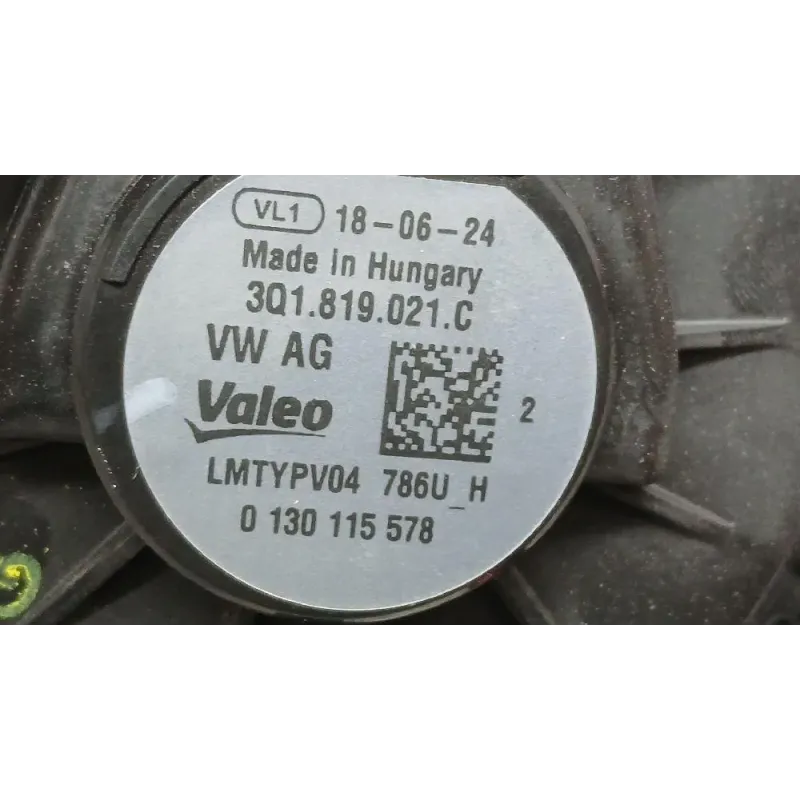 VL1 18-06-24
Made in Hungary
3Q1.819.021.C
VW AG
Valeo
2
LMTYPV04 786U_H
0 130 115 578